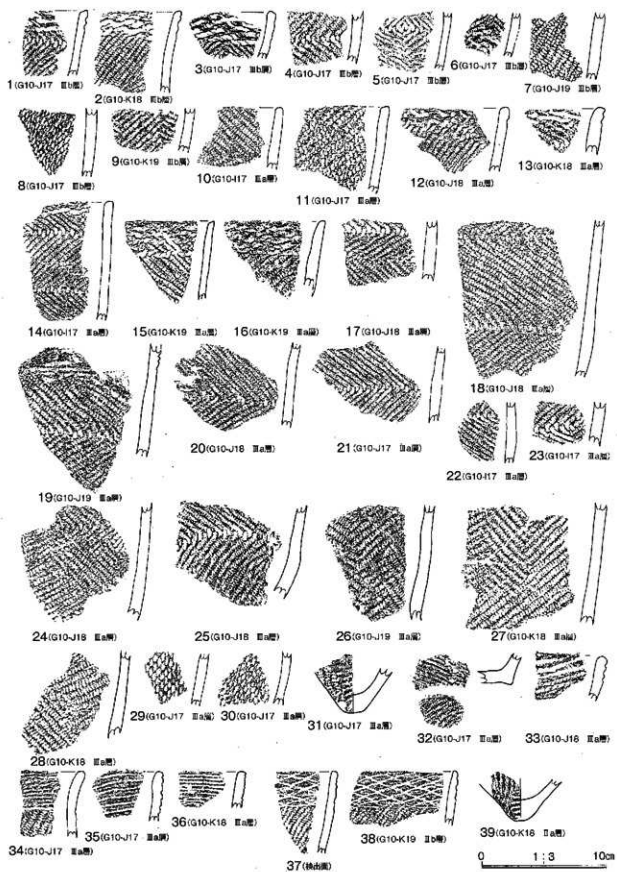 1(G10-J17 Ⅲb層)
2(G10-K18 Ⅲb層)
3(G10-J17 Ⅲb層)
4(G10-J17 Ⅲb層)
5(G10-J17 Ⅲb層)
6(G10-J17 Ⅲb層)
7(G10-J19 Ⅲb層)
8(G10-J17 Ⅲb層)
9(G10-K19 Ⅲb層)
10(G10-I17 Ⅲa層)
11(G10-J17 Ⅲa層)
12(G10-J18 Ⅲa層)
13(G10-K18 Ⅲa層)
14(G10-I17 Ⅲa層)
15(G10-K19 Ⅲa層)
16(G10-K19 Ⅲa層)
17(G10-J18 Ⅲa層)
18(G10-J18 Ⅲa層)
19(G10-J19 Ⅲa層)
20(G10-J18 Ⅲa層)
21(G10-J17 Ⅲa層)
22(G10-I17 Ⅲa層)
23(G10-I17 Ⅲa層)
24(G10-J18 Ⅲa層)
25(G10-J18 Ⅲa層)
26(G10-J19 Ⅲa層)
27(G10-K18 Ⅲa層)
28(G10-K18 Ⅲa層)
29(G10-J17 Ⅲa層)
30(G10-J17 Ⅲa層)
31(G10-J17 Ⅲa層)
32(G10-J17 Ⅲa層)
33(G10-J18 Ⅲa層)
34(G10-J17 Ⅲa層)
35(G10-J17 Ⅲa層)
36(G10-K18 Ⅲa層)
37(検出面)
38(G10-K19 Ⅱb層)
39(G10-K18 Ⅱa層)
0 1:3 10cm